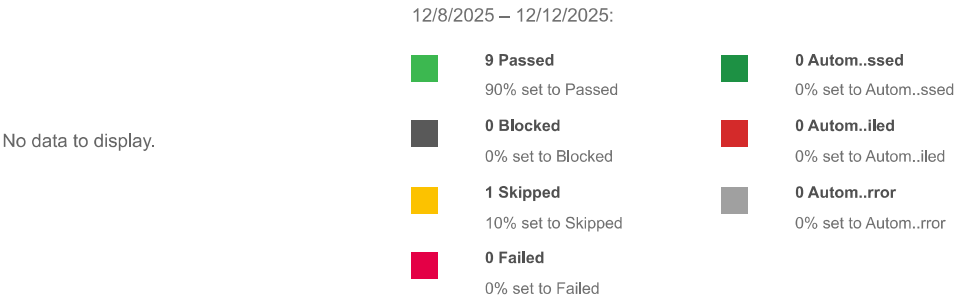 12/8/2025 – 12/12/2025:
9 Passed
90% set to Passed
0 Blocked
0% set to Blocked
1 Skipped
10% set to Skipped
0 Failed
0% set to Failed
0 Autom..ssed
0% set to Autom..ssed
0 Autom..iled
0% set to Autom..iled
0 Autom..rror
0% set to Autom..rror
No data to display.